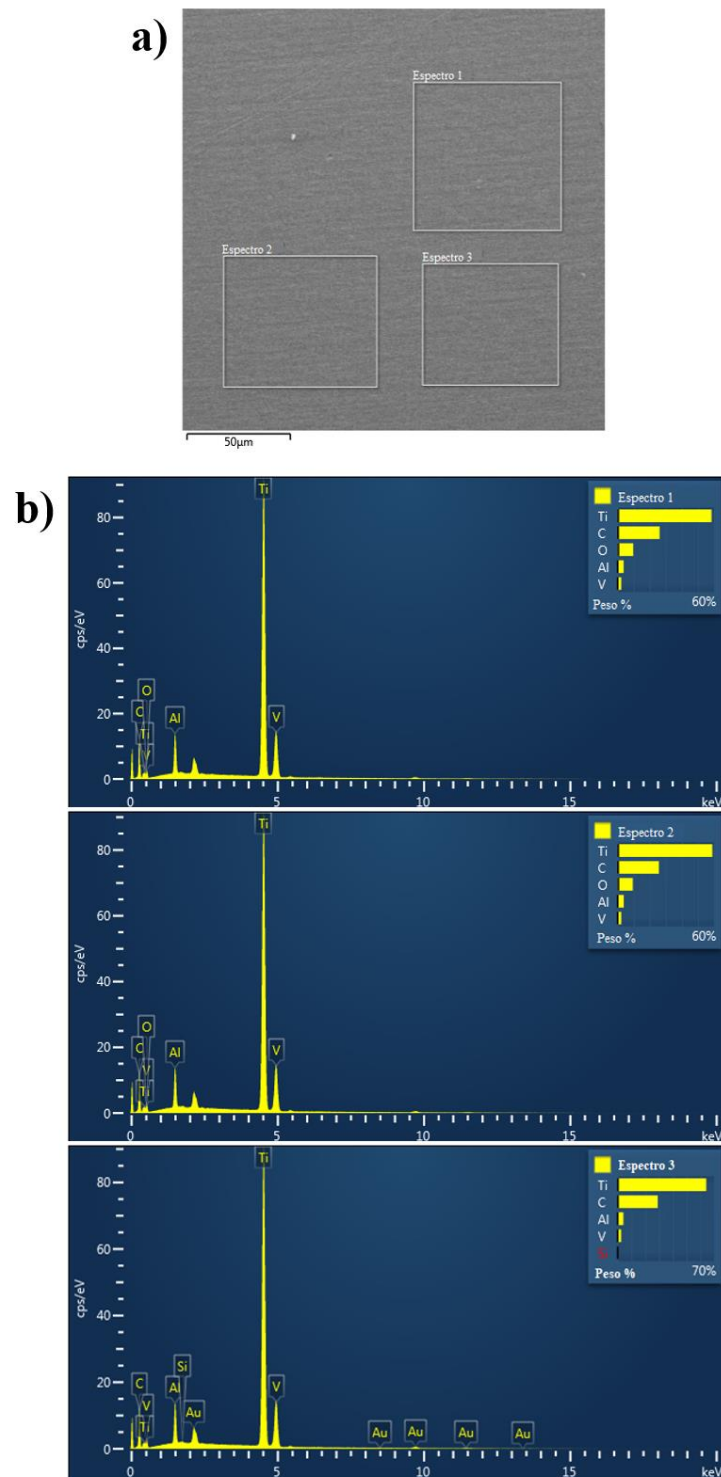 a)
Espectro 1
Espectro 2
Espectro 3
50μm
b)
Ti
80
60
40
20
0
cps/eV
O
C
Ti
V
Al
V
0
5
10
15
keV
Espectro 1
Ti
C
O
Al
V
Peso %
60%
Ti
80
60
40
20
0
cps/eV
O
C
V
Ti
Al
V
0
5
10
15
keV
Espectro 2
Ti
C
O
Al
V
Peso %
60%
Ti
80
60
40
20
0
cps/eV
Si
C
Al
V
V
Ti
Au
Au
Au
Au
Au
0
5
10
15
keV
Espectro 3
Ti
C
Al
V
Si
Peso %
70%